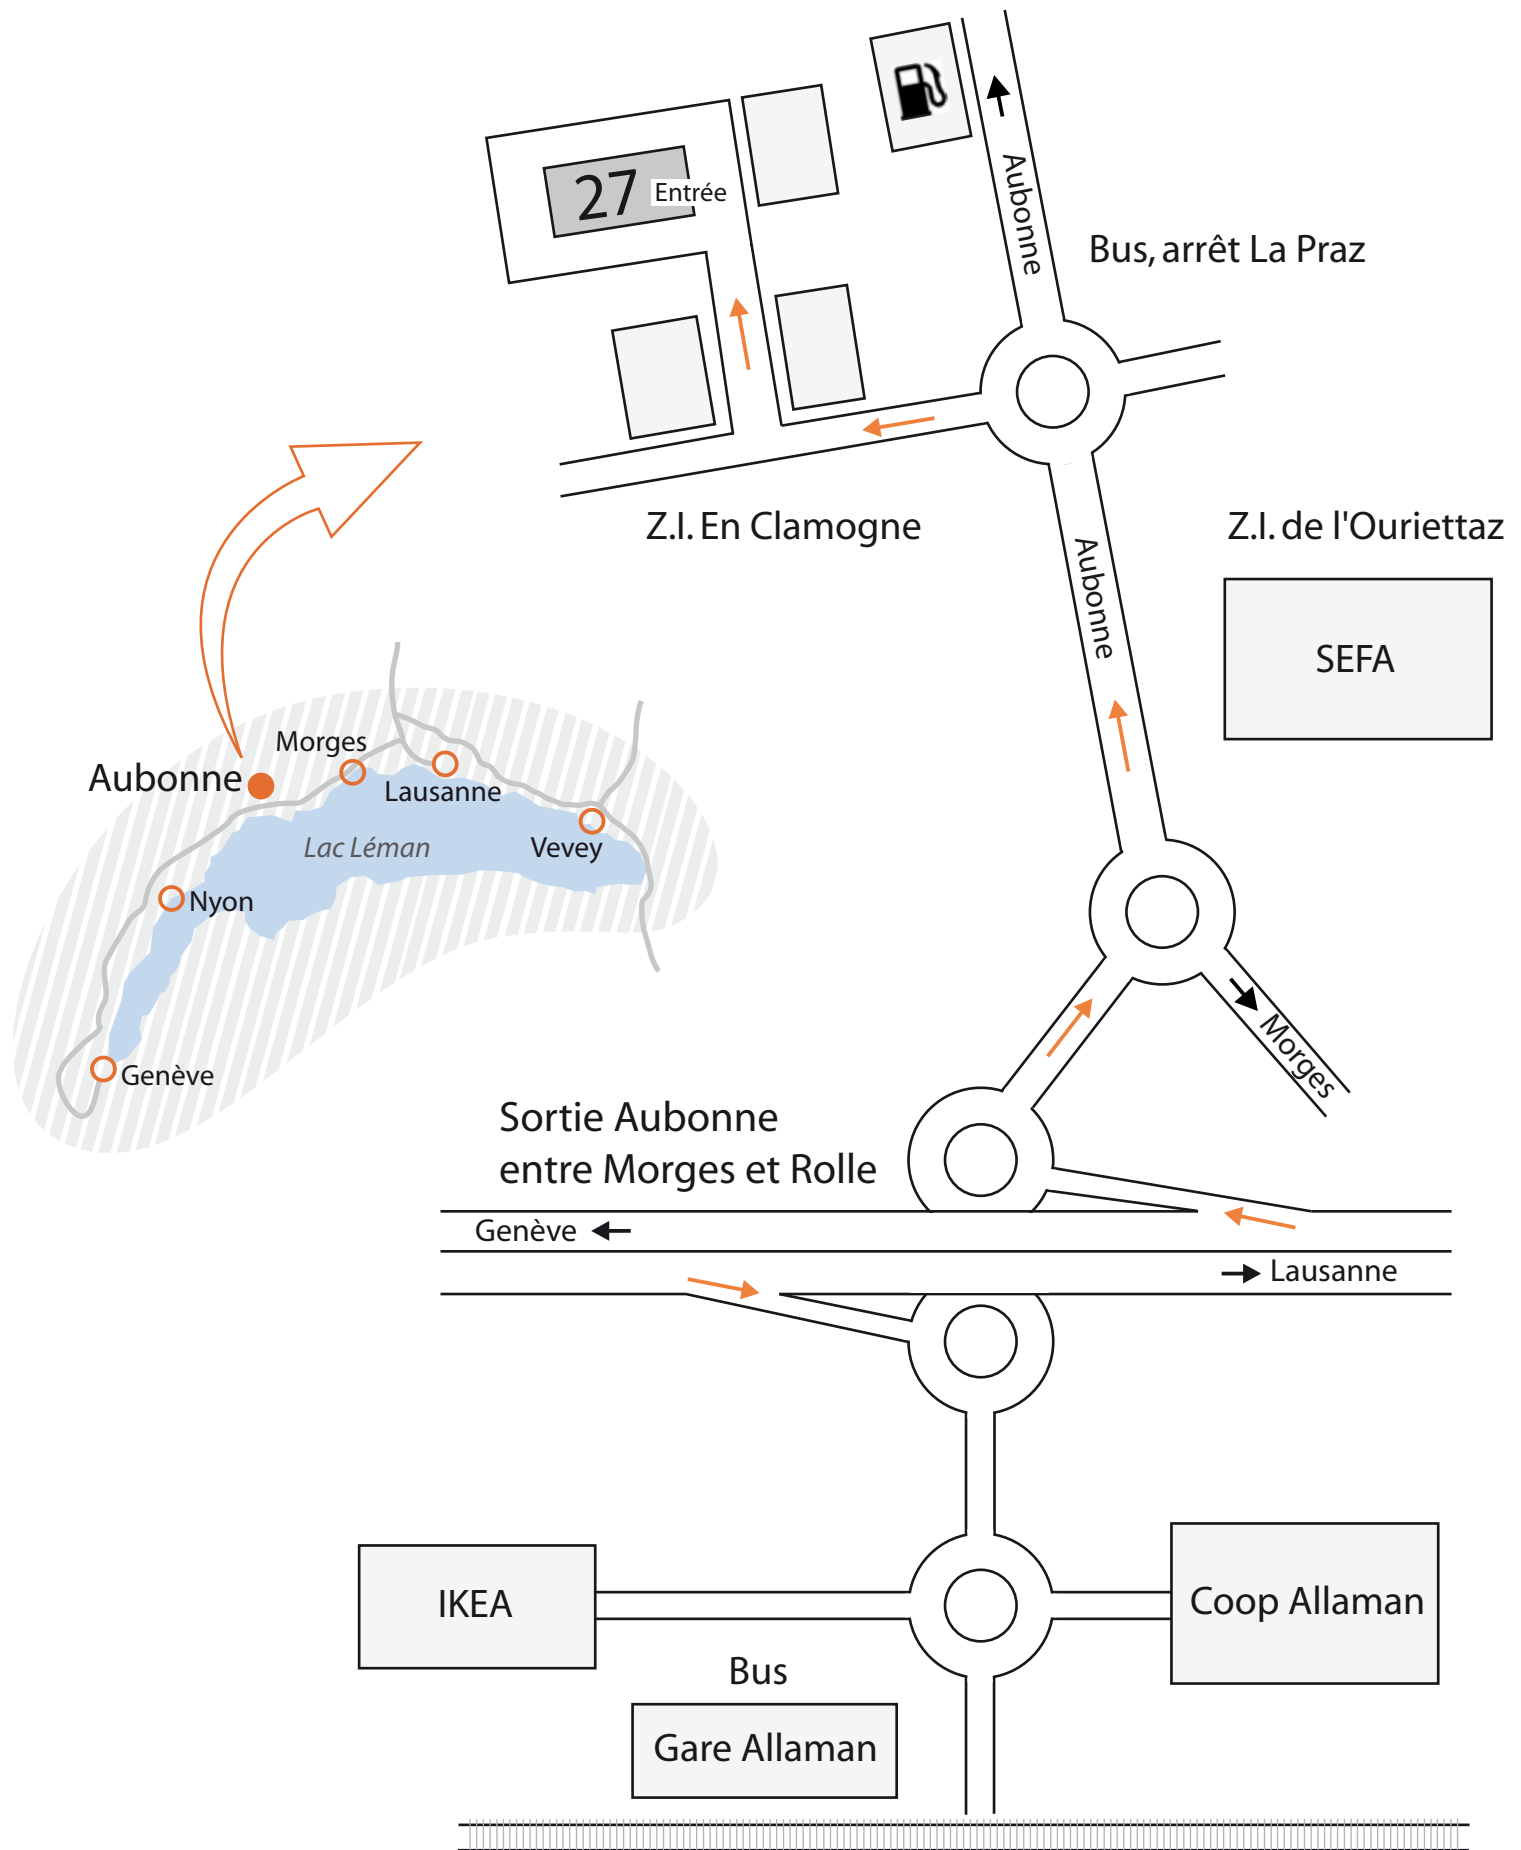 27
Entrée
Aubonne
Bus, arrêt La Praz
Z.I. En Clamogne
Z.I. de l'Ouriettaz
Aubonne
SEFA
Morges
Aubonne
Lausanne
Lac Léman
Vevey
Nyon
Genève
Morges
Sortie Aubonne
entre Morges et Rolle
Genève
Lausanne
IKEA
Coop Allaman
Bus
Gare Allaman